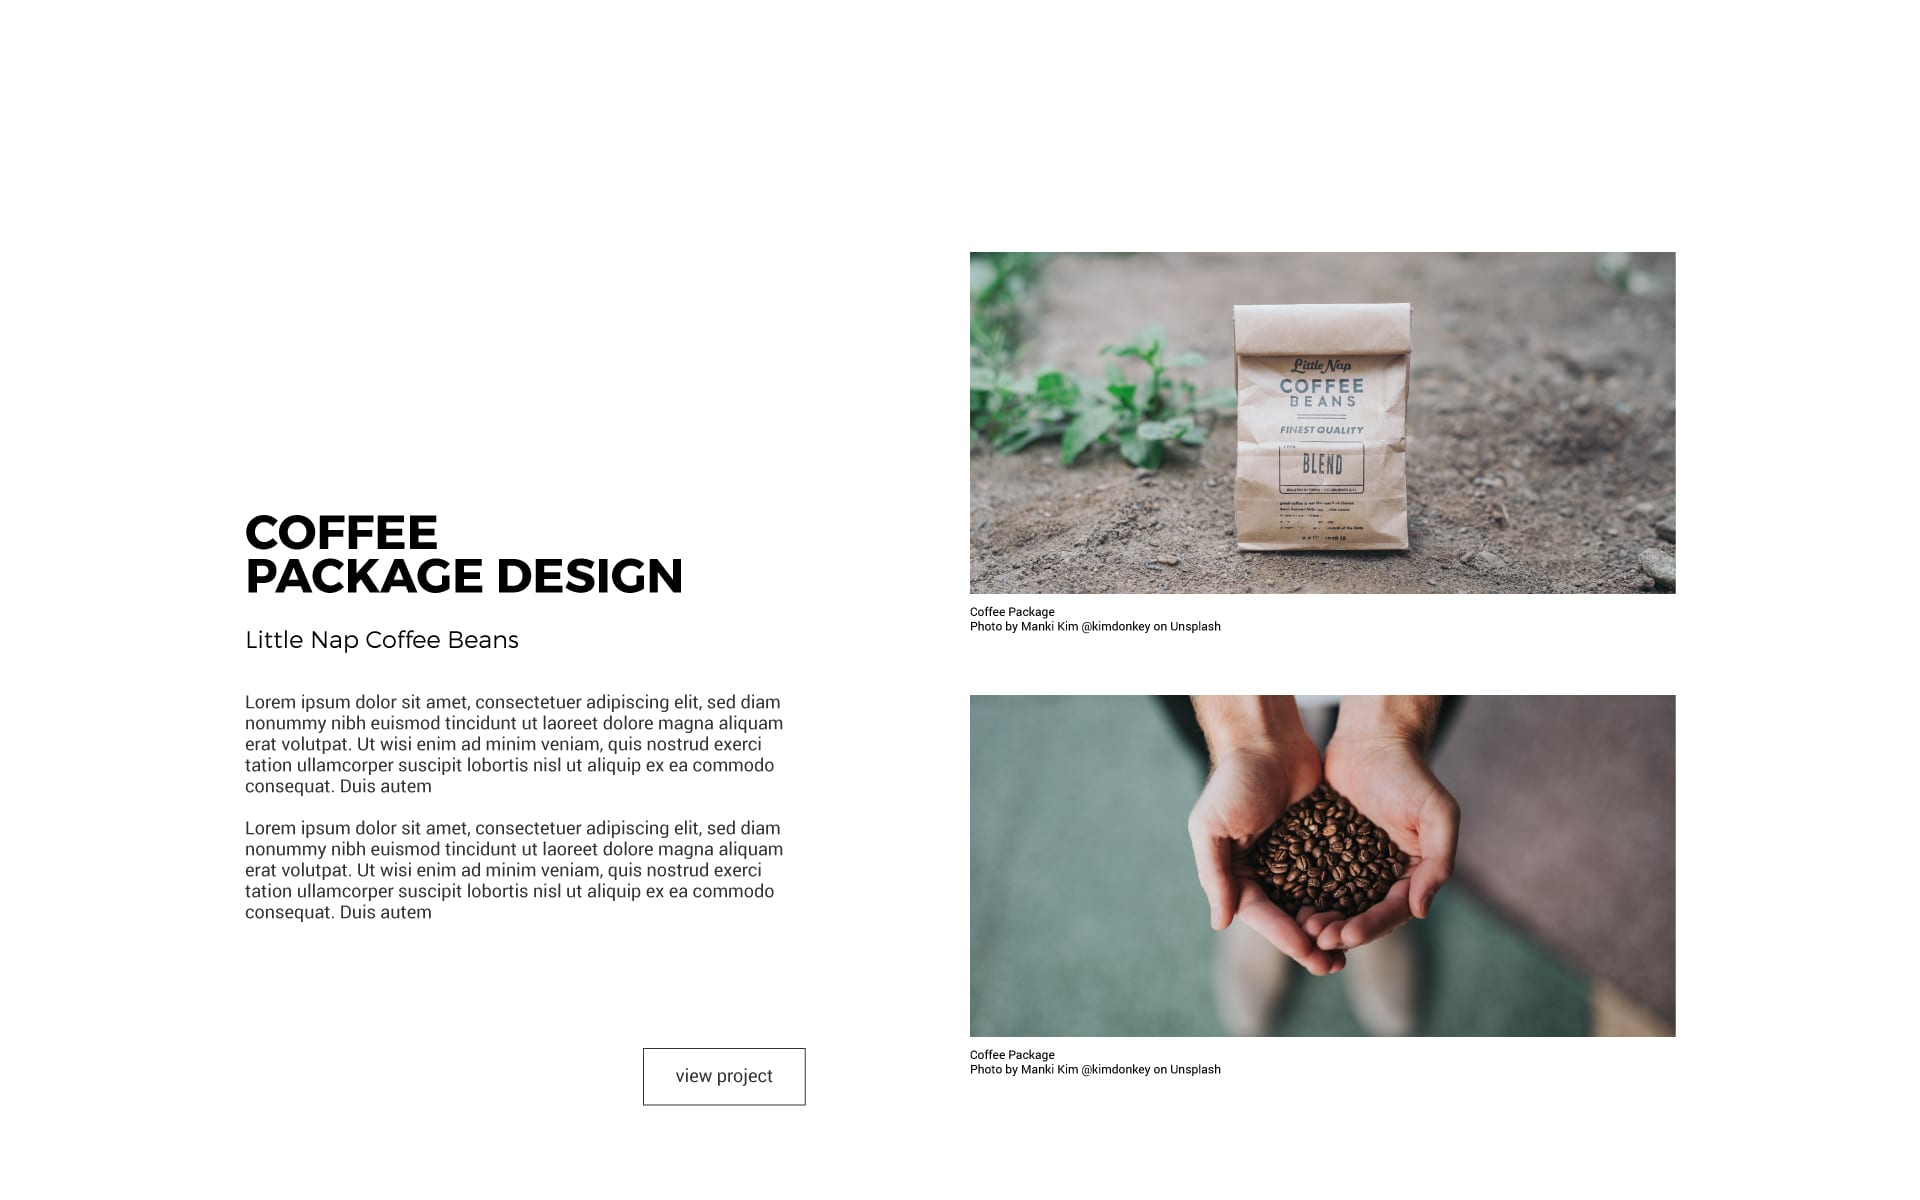 COFFEE
PACKAGE DESIGN
Little Nap Coffee Beans
Lorem ipsum dolor sit amet, consectetuer adipiscing elit, sed diam
nonummy nibh euismod tincidunt ut laoreet dolore magna aliquam
erat volutpat. Ut wisi enim ad minim veniam, quis nostrud exerci
tation ullamcorper suscipit lobortis nisl ut aliquip ex ea commodo
consequat. Duis autem
Lorem ipsum dolor sit amet, consectetuer adipiscing elit, sed diam
nonummy nibh euismod tincidunt ut laoreet dolore magna aliquam
erat volutpat. Ut wisi enim ad minim veniam, quis nostrud exerci
tation ullamcorper suscipit lobortis nisl ut aliquip ex ea commodo
consequat. Duis autem
view project
Little Nap
COFFEE
BEANS
FINEST QUALITY
BLEND
Coffee Package
Photo by Manki Kim @kimdonkey on Unsplash
Coffee Package
Photo by Manki Kim @kimdonkey on Unsplash